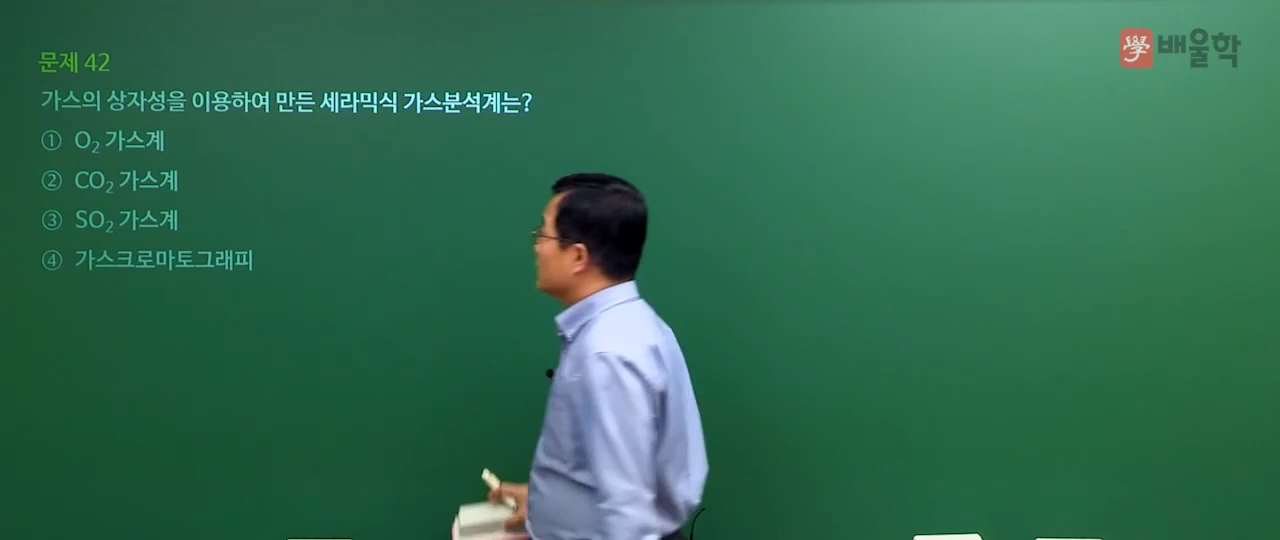 學 배울학
문제 42
가스의 상자성을 이용하여 만든 세라믹식 가스분석계는?
① O₂ 가스계
② CO₂ 가스계
③ SO₂ 가스계
④ 가스크로마토그래피